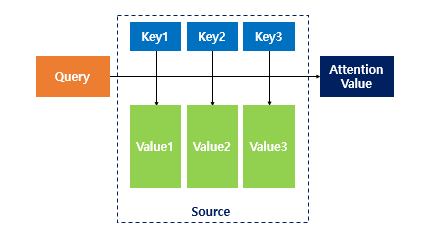 Key1 Key2 Key3
Query
Attention
Value
Value1 Value2 Value3
Source